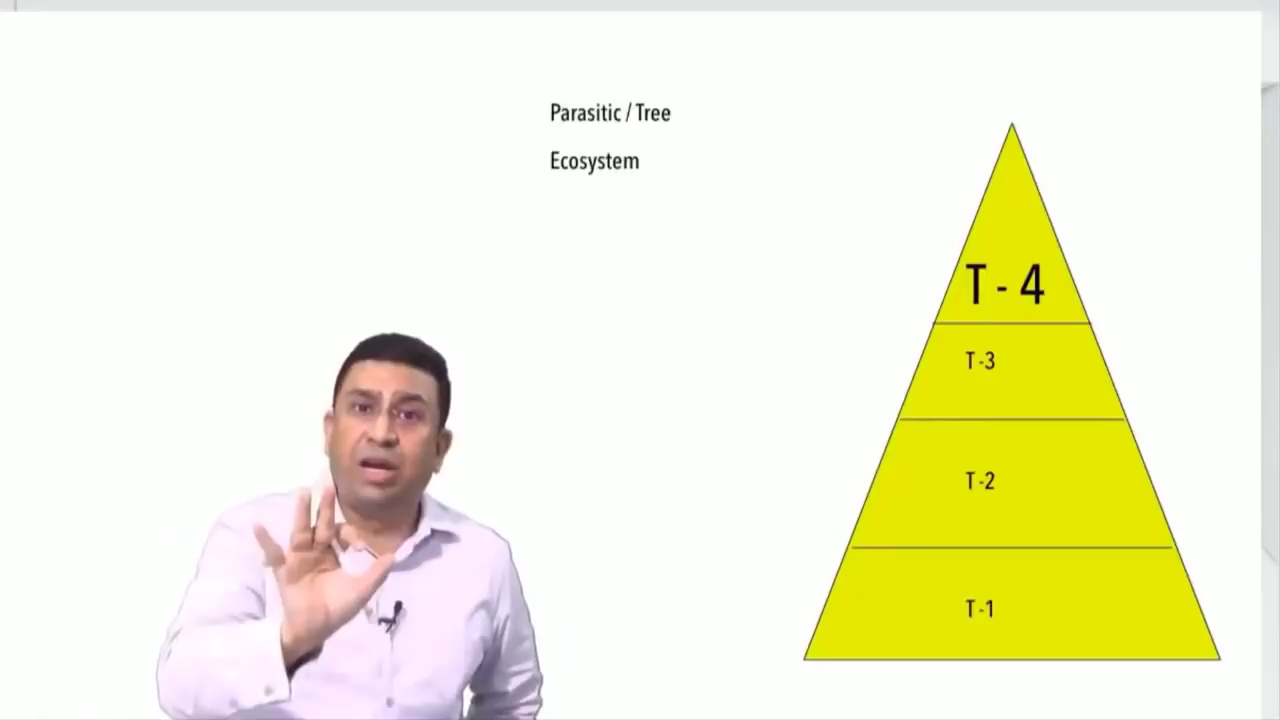 Parasitic / Tree
Ecosystem
T - 4
T -3
T -2
T -1